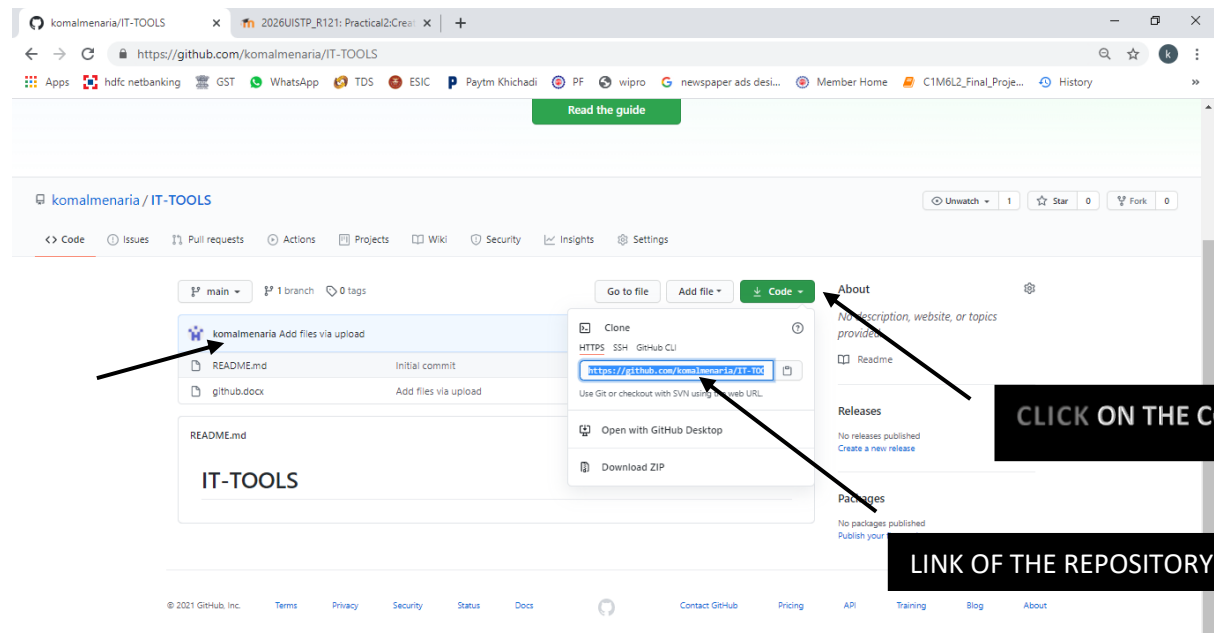 komalmenaria/IT-TOOLS
2026UISTP_R121: Practical2:Creat
https://github.com/komalmenaria/IT-TOOLS
k
Apps hdfc netbanking GST WhatsApp TDS ESIC Paytm Khichadi PF wipro newspaper ads desi... Member Home C1M6L2_Final_Proje... History »
Read the guide
komalmenaria / IT-TOOLS
Unwatch 1 Star 0 Fork 0
<> Code Issues Pull requests Actions Projects Wiki Security Insights Settings
main 1 branch 0 tags Go to file Add file Code
About
No description, website, or topics
provided.
Readme
komalmenaria Add files via upload
README.md Initial commit
github.docx Add files via upload
Clone
HTTPS SSH GitHub CLI
https://github.com/komalmenaria/IT-TOO
Use Git or checkout with SVN using the web URL.
Open with GitHub Desktop
Download ZIP
README.md
IT-TOOLS
Releases
No releases published
Create a new release
CLICK ON THE C
Packages
No packages published
Publish your
LINK OF THE REPOSITORY
© 2021 GitHub, Inc. Terms Privacy Security Status Docs Contact GitHub Pricing API Training Blog About